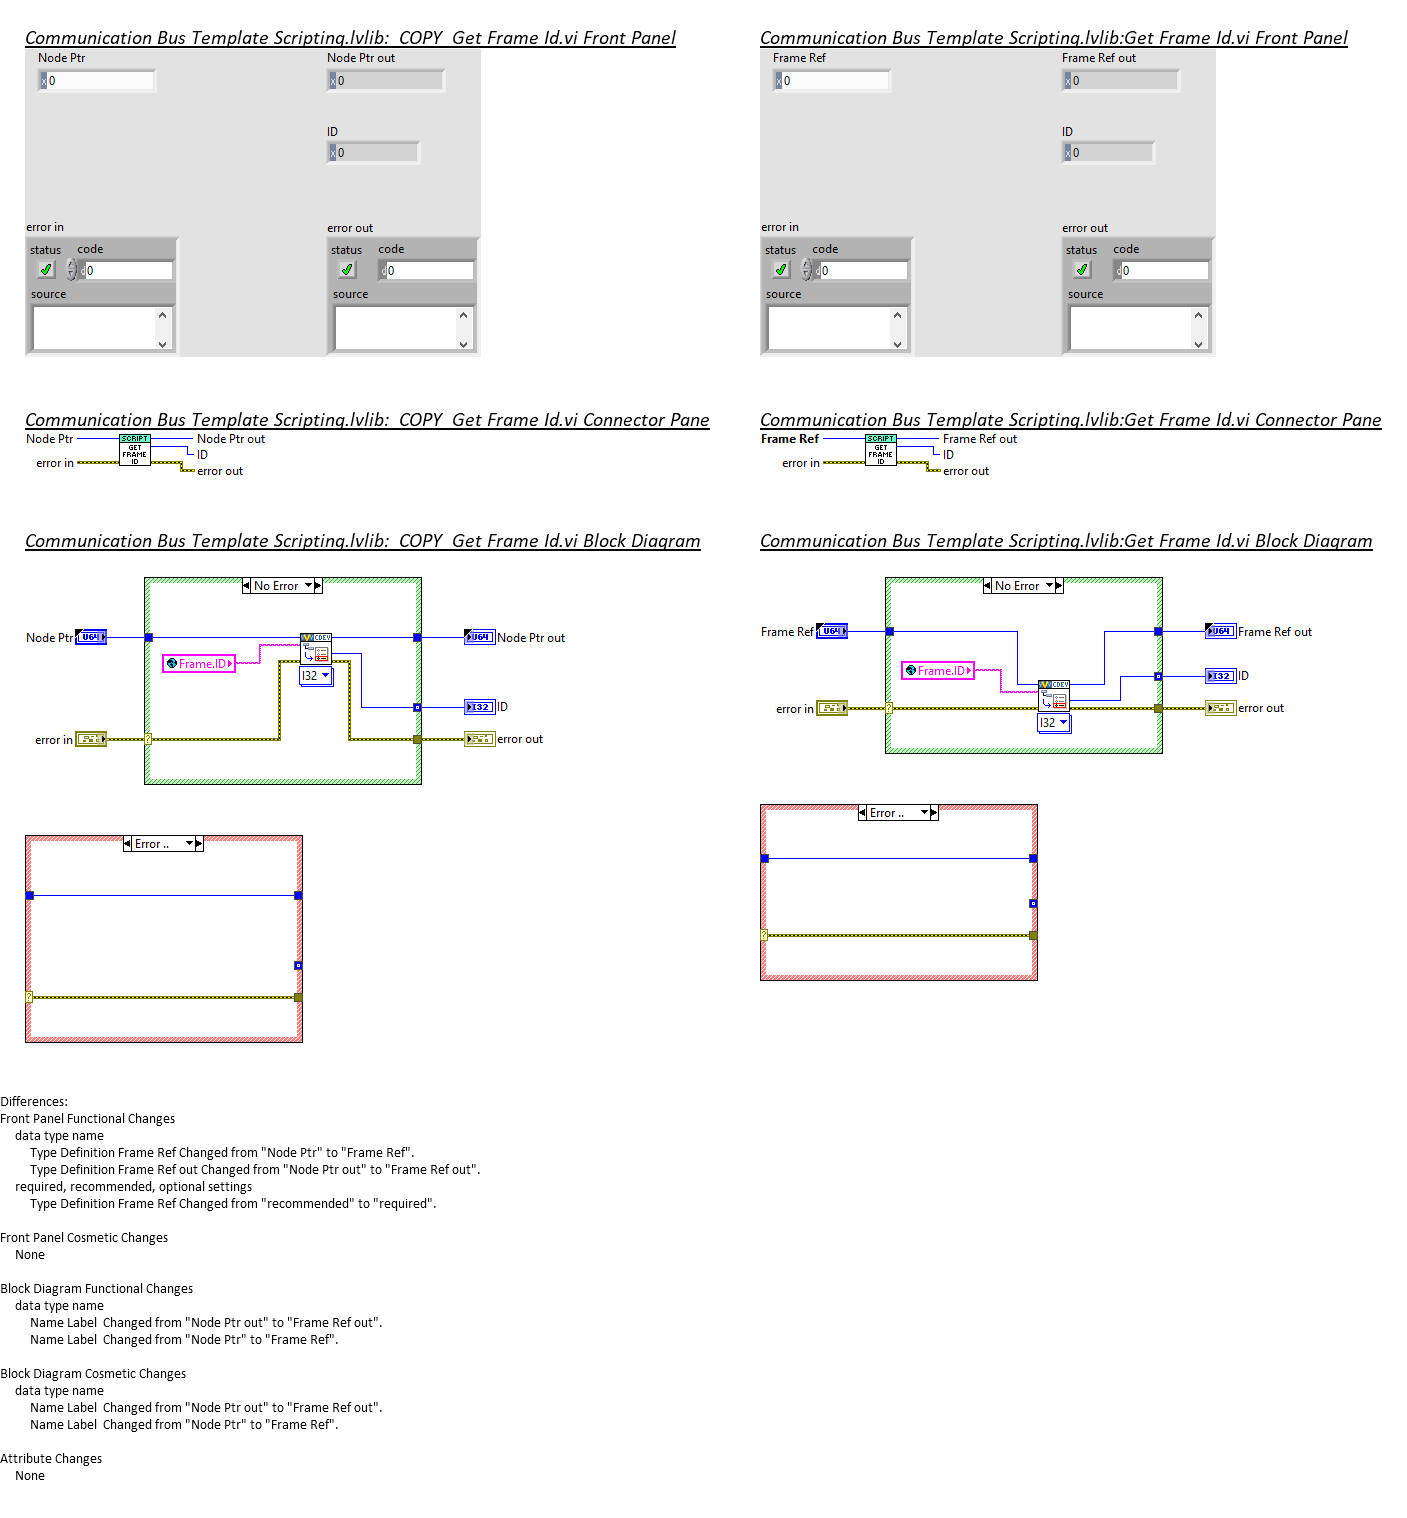 Communication Bus Template Scripting.lvlib:  COPY  Get Frame Id.vi Front Panel
Node Ptr
x 0
Node Ptr out
x 0
ID
x 0
error in
status
code
d 0
source
error out
status
code
d 0
source
Communication Bus Template Scripting.lvlib:Get Frame Id.vi Front Panel
Frame Ref
x 0
Frame Ref out
x 0
ID
x 0
error in
status
code
d 0
source
error out
status
code
d 0
source
Communication Bus Template Scripting.lvlib:  COPY  Get Frame Id.vi Connector Pane
Node Ptr
error in
SCRIPT
GET
FRAME
ID
Node Ptr out
ID
error out
Communication Bus Template Scripting.lvlib:Get Frame Id.vi Connector Pane
Frame Ref
error in
SCRIPT
GET
FRAME
ID
Frame Ref out
ID
error out
Communication Bus Template Scripting.lvlib:  COPY  Get Frame Id.vi Block Diagram
No Error
Node Ptr
U64
Frame.ID
CDEV
I32
U64
Node Ptr out
I32
ID
error in
?
error out
Error ..
?
Communication Bus Template Scripting.lvlib:Get Frame Id.vi Block Diagram
No Error
Frame Ref
U64
Frame.ID
CDEV
I32
U64
Frame Ref out
I32
ID
error in
?
error out
Error ..
?
Differences:
Front Panel Functional Changes
data type name
Type Definition Frame Ref Changed from "Node Ptr" to "Frame Ref".
Type Definition Frame Ref out Changed from "Node Ptr out" to "Frame Ref out".
required, recommended, optional settings
Type Definition Frame Ref Changed from "recommended" to "required".
Front Panel Cosmetic Changes
None
Block Diagram Functional Changes
data type name
Name Label  Changed from "Node Ptr out" to "Frame Ref out".
Name Label  Changed from "Node Ptr" to "Frame Ref".
Block Diagram Cosmetic Changes
data type name
Name Label  Changed from "Node Ptr out" to "Frame Ref out".
Name Label  Changed from "Node Ptr" to "Frame Ref".
Attribute Changes
None